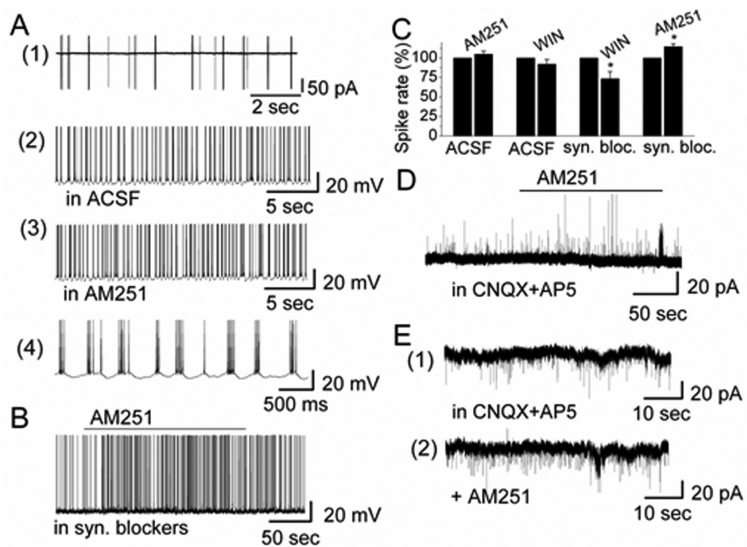 A
(1)
50 pA
2 sec
(2)
20 mV
in ACSF
5 sec
(3)
20 mV
in AM251
5 sec
(4)
20 mV
500 ms
B
AM251
20 mV
in syn. blockers
50 sec
C
Spike rate (%)
100
75
50
25
0
AM251
WIN
WIN
AM251
*
*
ACSF
ACSF
syn. bloc.
syn. bloc.
D
AM251
20 pA
in CNQX+AP5
50 sec
E
(1)
20 pA
in CNQX+AP5
10 sec
(2)
20 pA
+ AM251
10 sec